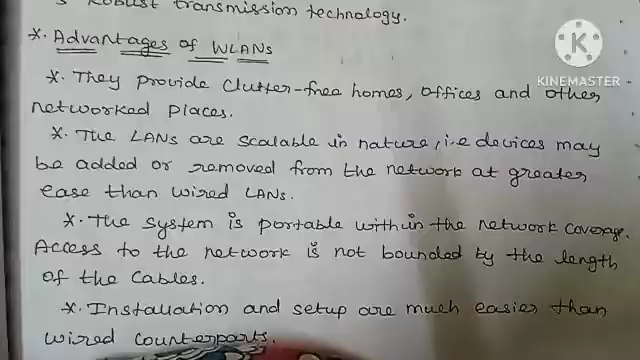 s Robust transmission technology.
*. Advantages of WLANs
K
KINEMASTER
*. They provide Clutter-free homes, offices and other
networked places.
*. The LANs are scalable in nature, i.e devices may
be added or removed from the network at greater
ease than wired LANs.
*. The system is portable within the network coverage.
Access to the network is not bounded by the length
of the cables.
*. Installation and setup are much easier than
wired counterparts.